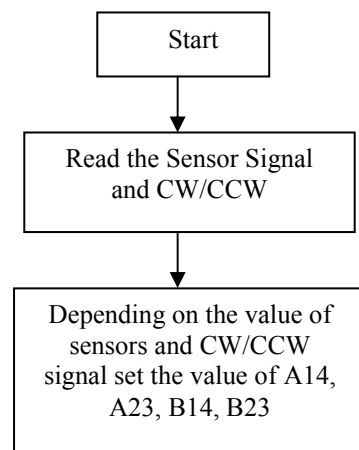 Start
Read the Sensor Signal
and CW/CCW
Depending on the value of
sensors and CW/CCW
signal set the value of A14,
A23, B14, B23